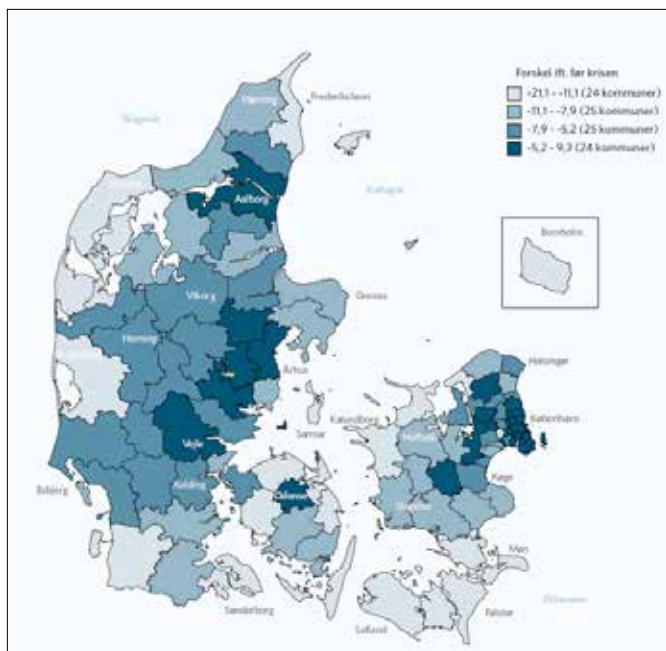 Forskel ift. før krisen
-21,1 - -11,1 (24 kommuner)
-11,1 - -7,9 (25 kommuner)
-7,9 - -5,2 (25 kommuner)
-5,2 - 9,3 (24 kommuner)
Hjørring
Frederikshavn
Aalborg
Kattegat
Bornholm
Viborg
Grenaa
Herning
Århus
Helsingør
Samsø
Kalundborg
København
Vejle
Holbæk
Køge
Esbjerg
Kolding
Odense
Slagelse
Møn
Sønderborg
Falster
Lolland